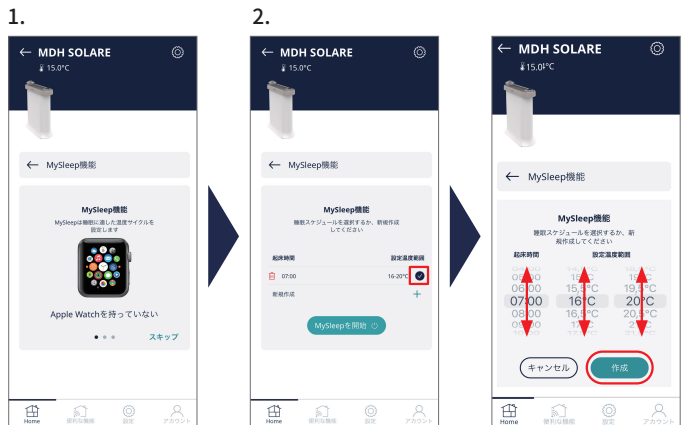 1.
← MDH SOLARE
15.0°C
← MySleep機能
MySleep機能
MySleepは睡眠に適した温度サイクルを
設定します
Apple Watchを持っていない
スキップ
Home
便利な機能
設定
アカウント
2.
← MDH SOLARE
15.0°C
← MySleep機能
MySleep機能
睡眠スケジュールを選択するか、新規作成
してください
起床時間 設定温度範囲
07:00 16-20°C
新規作成 +
MySleepを開始
Home
便利な機能
設定
アカウント
← MDH SOLARE
15.0°C
← MySleep機能
MySleep機能
睡眠スケジュールを選択するか、新
規作成してください
起床時間 設定温度範囲
06:00 15,5°C 19,5°C
07:00 16°C 20°C
08:00 16,5°C 20,5°C
キャンセル 作成
Home
便利な機能
設定
アカウント